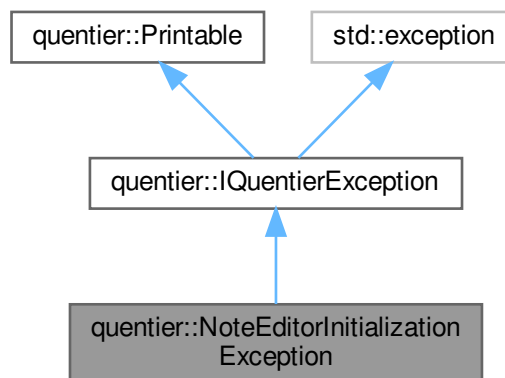 quentier::Printable
std::exception
quentier::IQuentierException
quentier::NoteEditorInitialization
Exception